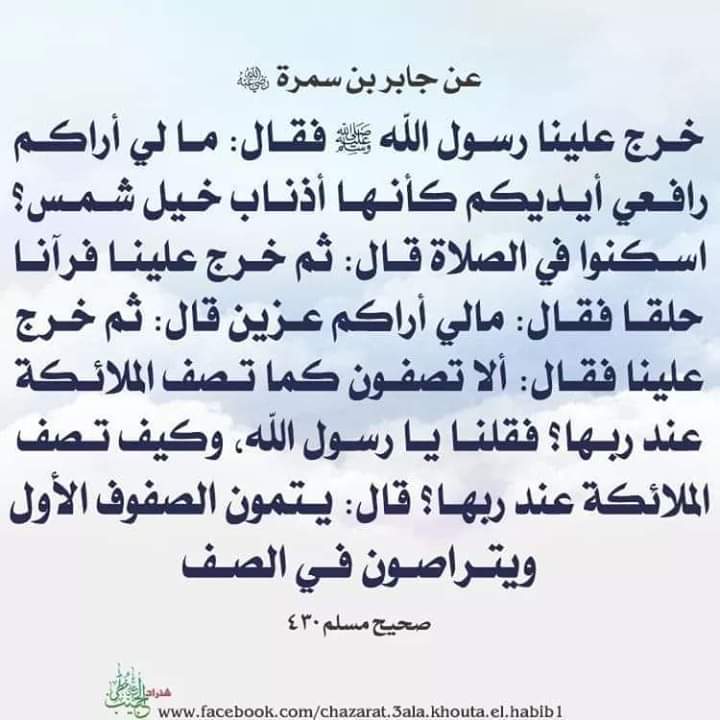 عن جابر بن سمرة رضي الله عنه
خرج علينا رسول الله ﷺ فقال: ما لي أراكم
رافعي أيديكم كأنها أذناب خيل شمس؟
اسكنوا في الصلاة قال: ثم خرج علينا فرآنا
حلقا فقال: مالي أراكم عزين قال: ثم خرج
علينا فقال: ألا تصفون كما تصف الملائكة
عند ربها؟ فقلنا يا رسول الله، وكيف تصف
الملائكة عند ربها؟ قال: يتمون الصفوف الأول
ويتراصون في الصف
صحيح مسلم ٤٣٠
www.facebook.com/chazarat.3ala.khouta.el.habib1